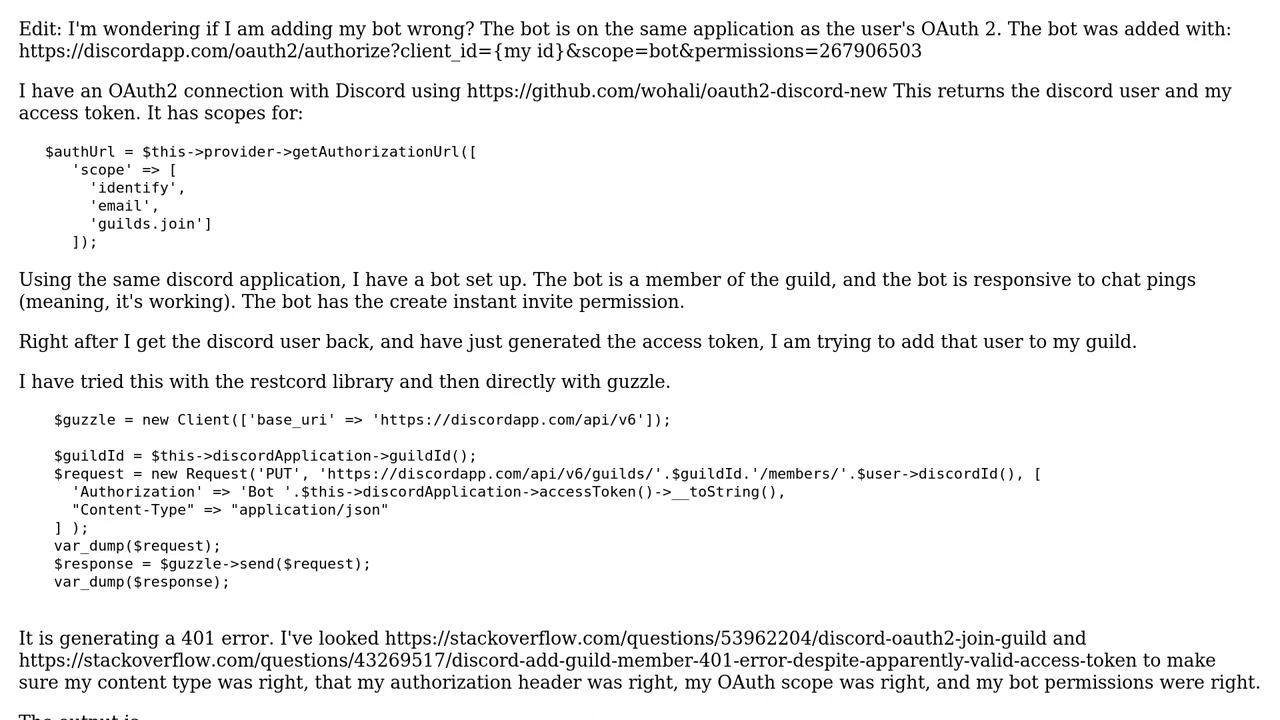 Edit: I'm wondering if I am adding my bot wrong? The bot is on the same application as the user's OAuth 2. The bot was added with:
https://discordapp.com/oauth2/authorize?client_id={my id}&scope=bot&permissions=267906503
I have an OAuth2 connection with Discord using https://github.com/wohali/oauth2-discord-new This returns the discord user and my
access token. It has scopes for:
$authUrl = $this->provider->getAuthorizationUrl([
'scope' => [
'identify',
'email',
'guilds.join']
]);
Using the same discord application, I have a bot set up. The bot is a member of the guild, and the bot is responsive to chat pings
(meaning, it's working). The bot has the create instant invite permission.
Right after I get the discord user back, and have just generated the access token, I am trying to add that user to my guild.
I have tried this with the restcord library and then directly with guzzle.
$guzzle = new Client(['base_uri' => 'https://discordapp.com/api/v6']);
$guildId = $this->discordApplication->guildId();
$request = new Request('PUT', 'https://discordapp.com/api/v6/guilds/'.$guildId.'/members/'.$user->discordId(), [
'Authorization' => 'Bot '.$this->discordApplication->accessToken()->__toString(),
"Content-Type" => "application/json"
] );
var_dump($request);
$response = $guzzle->send($request);
var_dump($response);
It is generating a 401 error. I've looked https://stackoverflow.com/questions/53962204/discord-oauth2-join-guild and
https://stackoverflow.com/questions/43269517/discord-add-guild-member-401-error-despite-apparently-valid-access-token to make
sure my content type was right, that my authorization header was right, my OAuth scope was right, and my bot permissions were right.
The output is